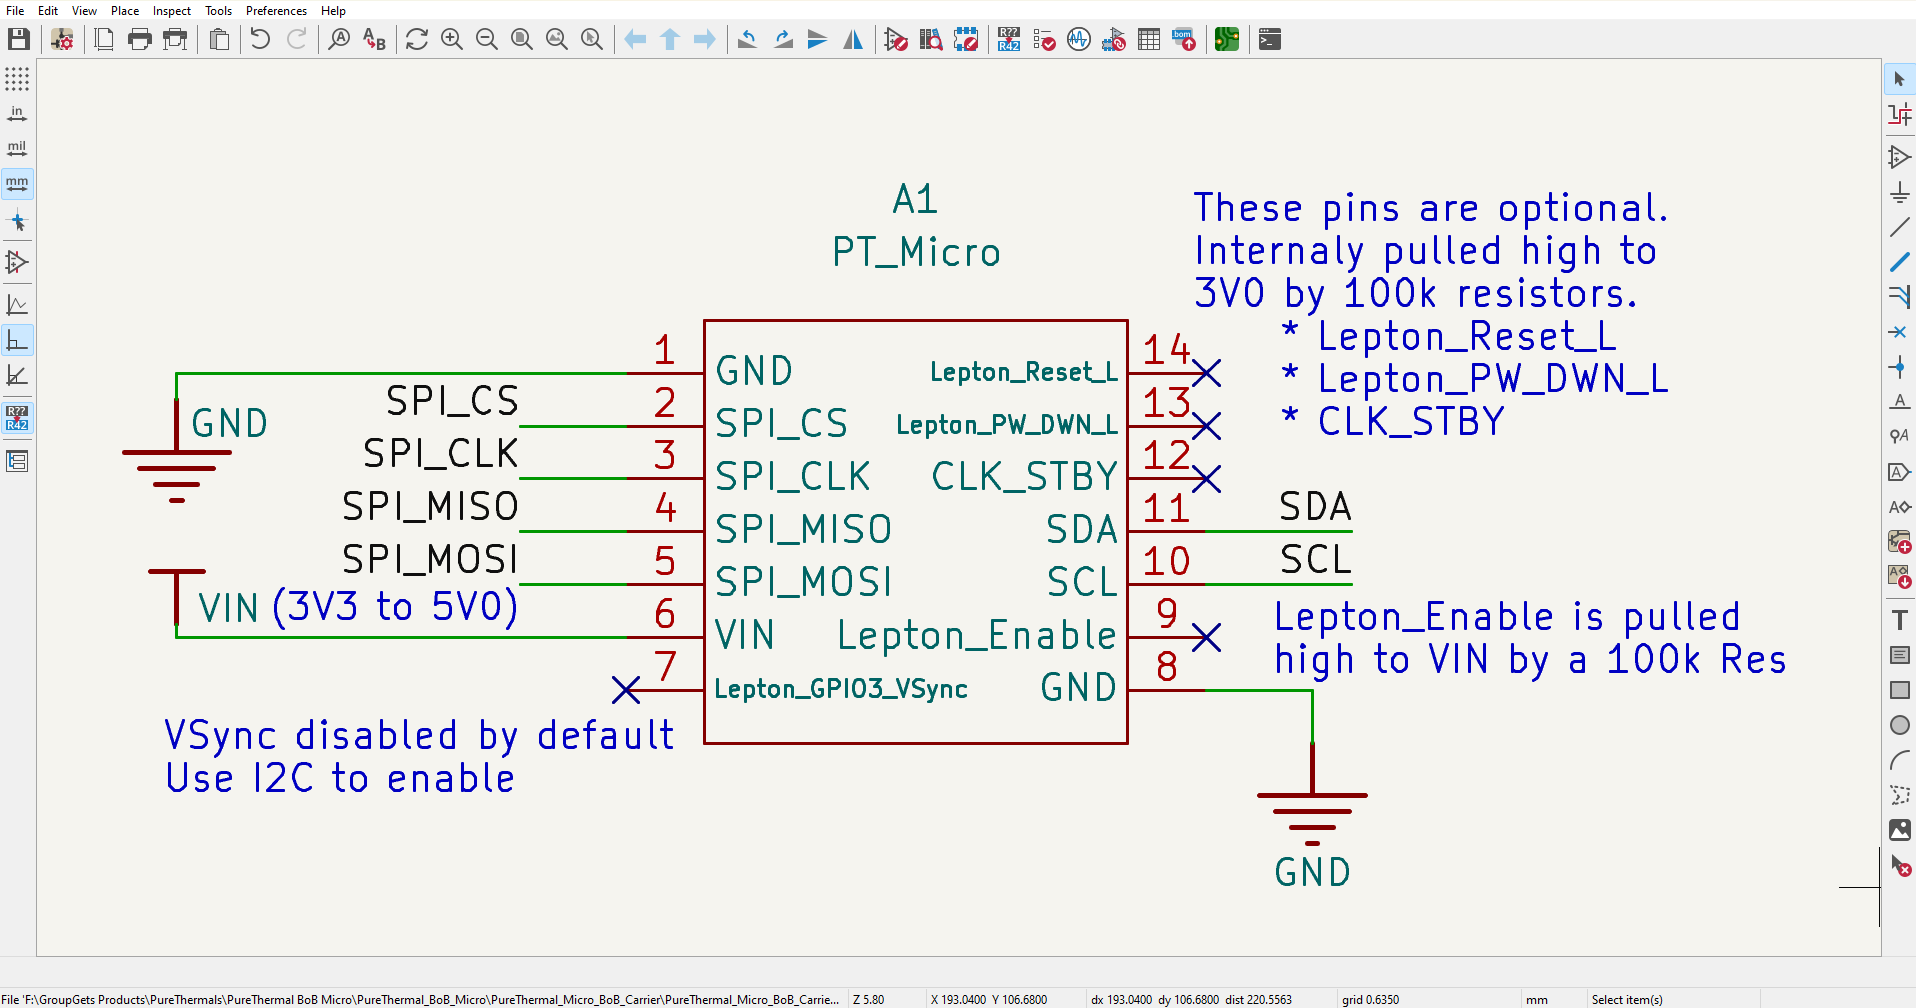 File Edit View Place Inspect Tools Preferences Help
in
mil
mm
R??
R42
R??
R42
bom
A1
PT_Micro
These pins are optional.
Internaly pulled high to
3V0 by 100k resistors.
* Lepton_Reset_L
* Lepton_PW_DWN_L
* CLK_STBY
1 GND Lepton_Reset_L 14
GND
SPI_CS 2 SPI_CS Lepton_PW_DWN_L 13
SPI_CLK 3 SPI_CLK CLK_STBY 12
SPI_MISO 4 SPI_MISO SDA 11 SDA
SPI_MOSI 5 SPI_MOSI SCL 10 SCL
VIN (3V3 to 5V0) 6 VIN Lepton_Enable 9
Lepton_Enable is pulled
high to VIN by a 100k Res
7 Lepton_GPIO3_VSync GND 8
VSync disabled by default
Use I2C to enable
GND
File 'F:\GroupGets Products\PureThermals\PureThermal BoB Micro\PureThermal_BoB_Micro\PureThermal_Micro_BoB_Carrier\PureThermal_Micro_BoB_Carrie... Z 5.80 X 193.0400 Y 106.6800 dx 193.0400 dy 106.6800 dist 220.5563 grid 0.6350 mm Select item(s)